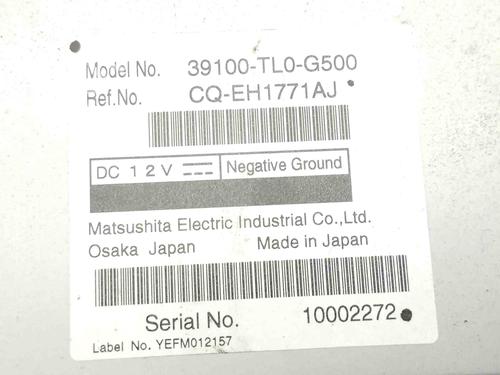 Model No. 39100-TL0-G500
Ref.No. CQ-EH1771AJ
DC 12V Negative Ground
Matsushita Electric Industrial Co.,Ltd.
Osaka Japan Made in Japan
Serial No. 10002272
Label No. YEFM012157